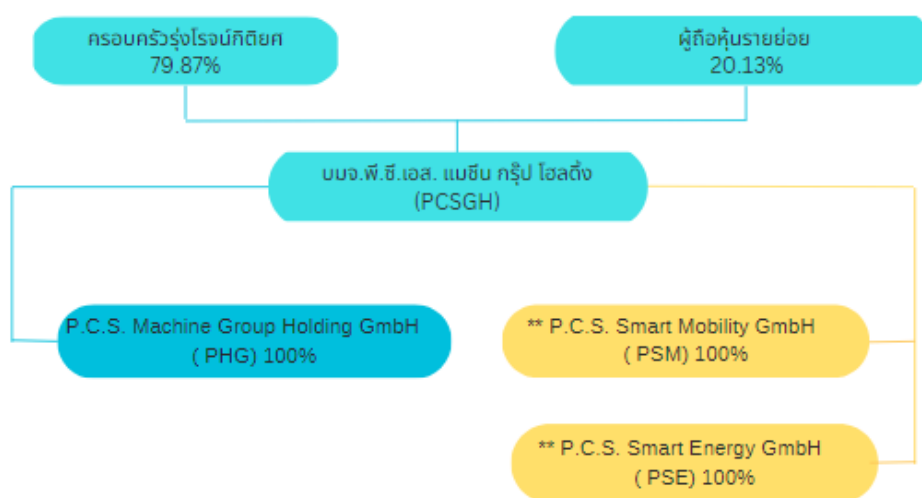 ครอบครัวรุ่งโรจน์กิติยศ
79.87%
ผู้ถือหุ้นรายย่อย
20.13%
บมจ.พี.ซี.เอส. แมชีน กรุ๊ป โฮลดิ้ง
(PCSGH)
P.C.S. Machine Group Holding GmbH
( PHG) 100%
** P.C.S. Smart Mobility GmbH
( PSM) 100%
** P.C.S. Smart Energy GmbH
( PSE) 100%